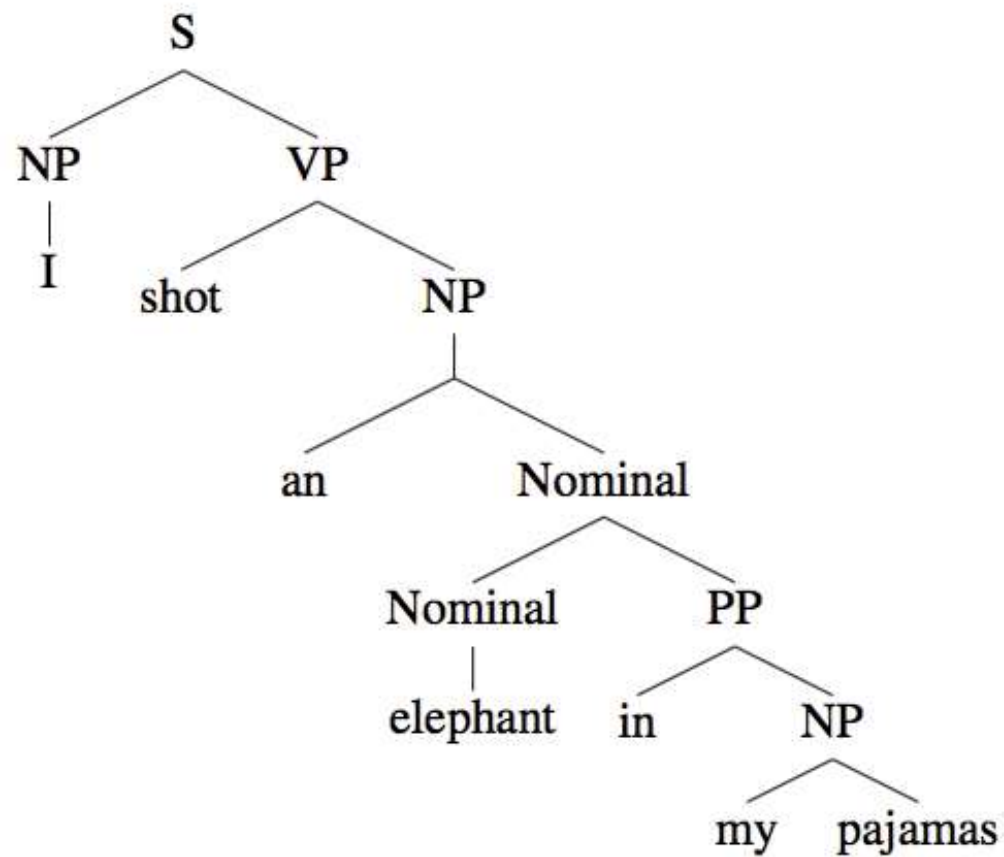 S
NP VP
I shot NP
an Nominal
Nominal PP
elephant in NP
my pajamas